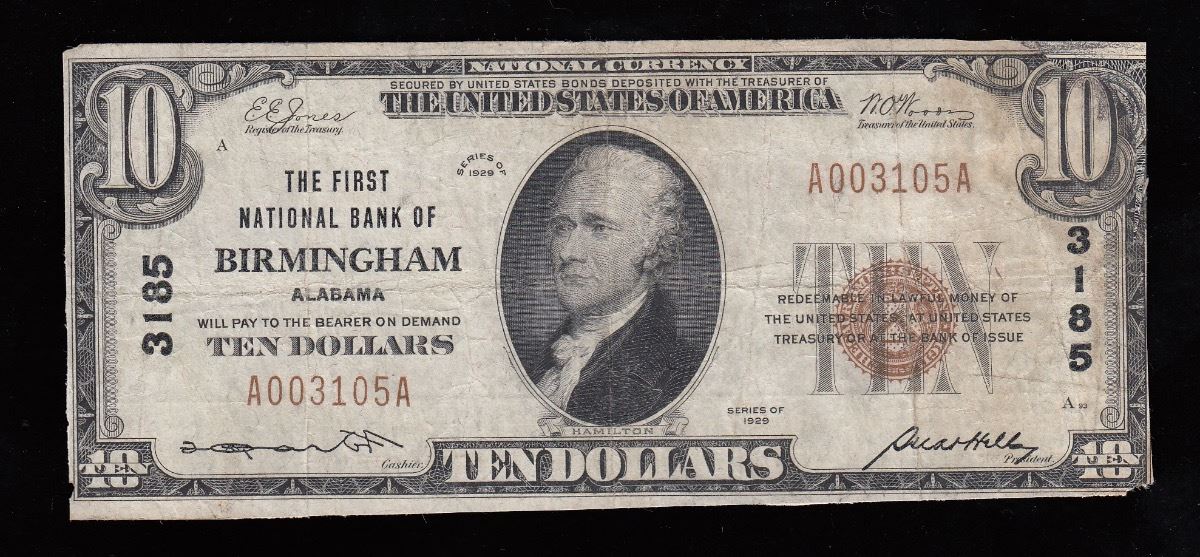 NATIONAL CURRENCY
SECURED BY UNITED STATES BONDS DEPOSITED WITH THE TREASURER OF
THE UNITED STATES OF AMERICA
10
10
E E Jones
Register of the Treasury.
W.O. Woods
Treasurer of the United States.
A
SERIES OF
1929
THE FIRST
NATIONAL BANK OF
BIRMINGHAM
ALABAMA
WILL PAY TO THE BEARER ON DEMAND
TEN DOLLARS
A003105A
3185
A003105A
TEN
REDEEMABLE IN LAWFUL MONEY OF
THE UNITED STATES, AT UNITED STATES
TREASURY OR AT THE BANK OF ISSUE
3185
HAMILTON
SERIES OF
1929
A 93
Cashier.
President.
TEN
10
TEN DOLLARS
TEN
10